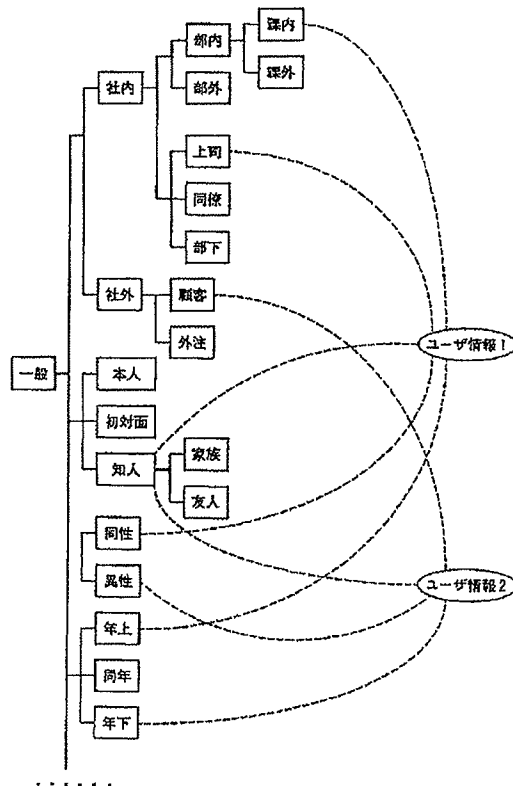 課内
部内
課外
社内
部外
上司
同僚
部下
社外
顧客
外注
ユーザ情報1
一般
本人
初対面
知人
家族
友人
同性
異性
ユーザ情報2
年上
同年
年下